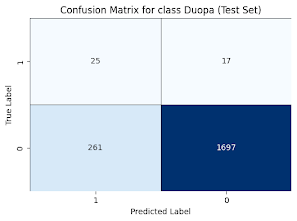 Confusion Matrix for class Duopa (Test Set)
True Label
1
25
17
0
261
1697
1
0
Predicted Label